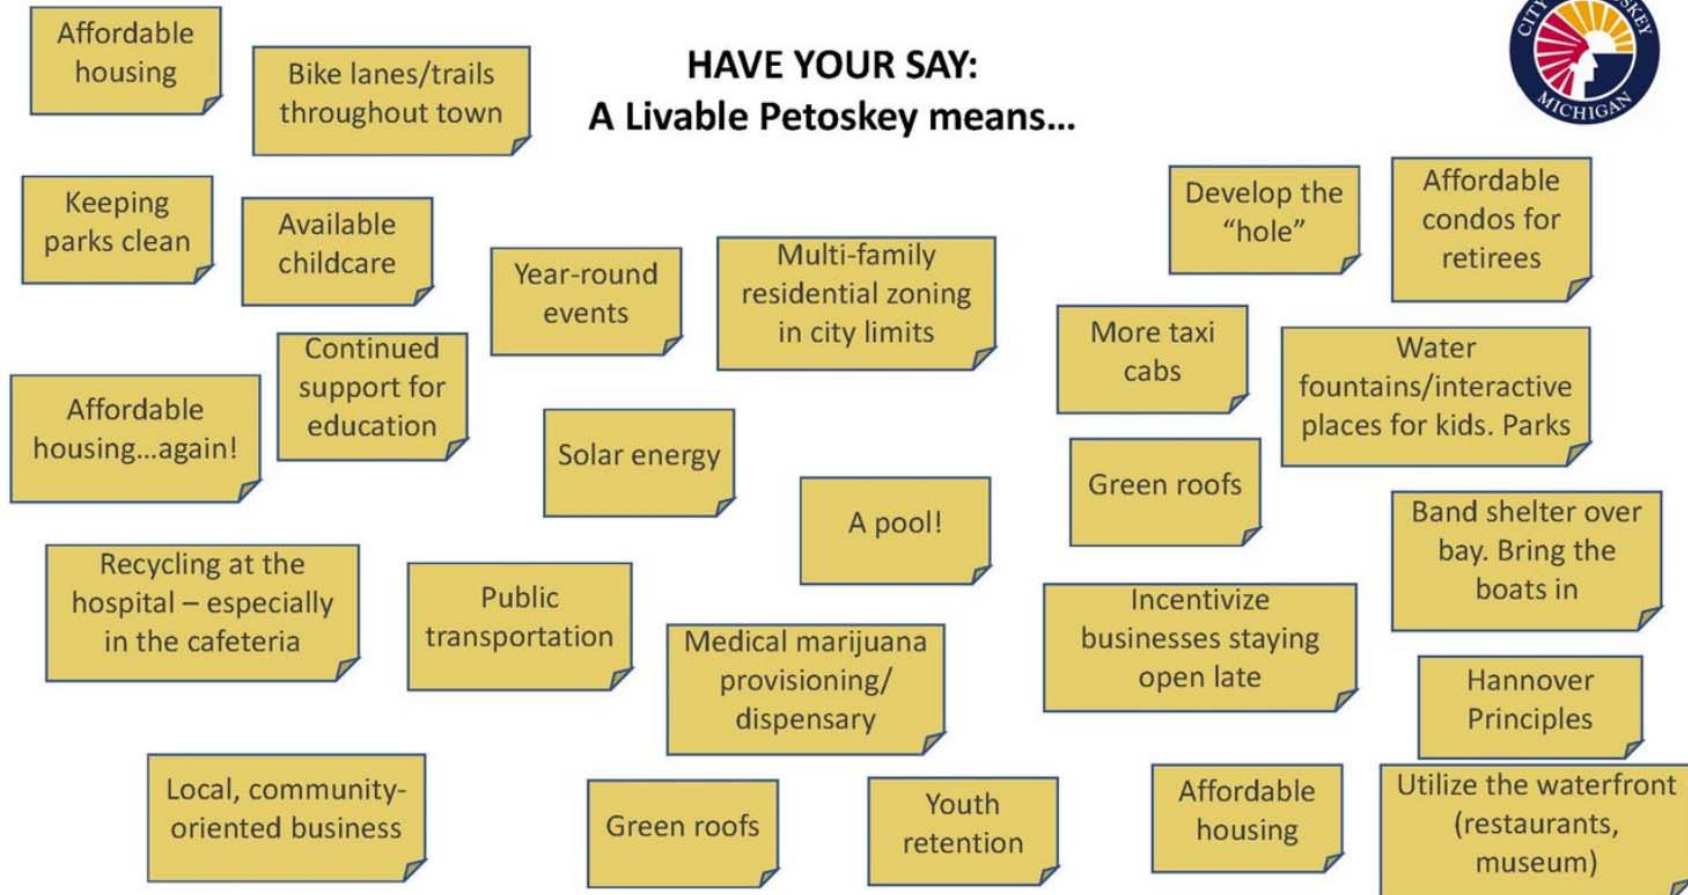 Affordable
housing
Bike lanes/trails
throughout town
HAVE YOUR SAY:
A Livable Petoskey means...
CITY
MICHIGAN
Keeping
parks clean
Available
childcare
Year-round
events
Multi-family
residential zoning
in city limits
Develop the
“hole”
Affordable
condos for
retirees
Continued
support for
education
More taxi
cabs
Water
fountains/interactive
places for kids. Parks
Affordable
housing...again!
Solar energy
A pool!
Green roofs
Band shelter over
bay. Bring the
boats in
Recycling at the
hospital – especially
in the cafeteria
Public
transportation
Medical marijuana
provisioning/
dispensary
Incentivize
businesses staying
open late
Hannover
Principles
Local, community-
oriented business
Green roofs
Youth
retention
Affordable
housing
Utilize the waterfront
(restaurants,
museum)